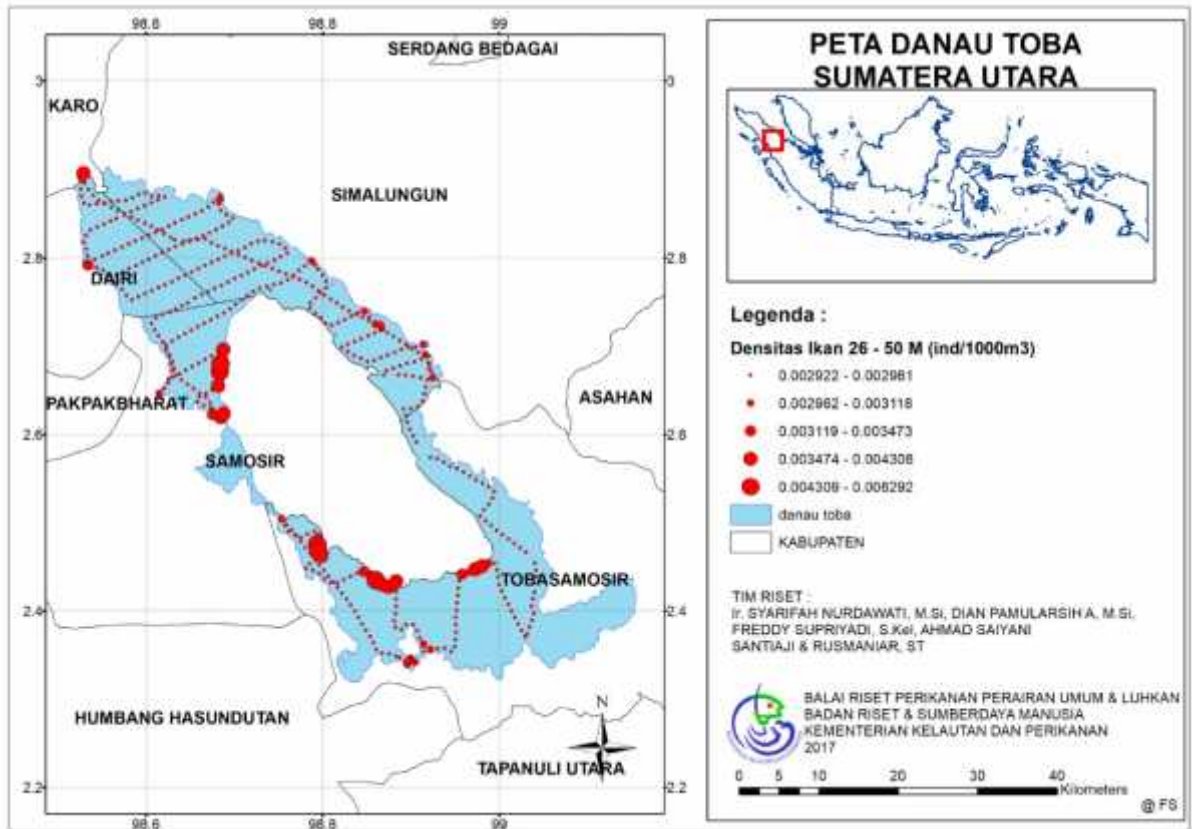 98.6 98.8 99
SERDANG BEDAGAI
3 3
KARO
SIMALUNGUN
2.8 2.8
DAIRI
ASAHAN
PAKPAKBHARAT
2.6 2.6
SAMOSIR
TOBASAMOSIR
2.4 2.4
HUMBANG HASUNDUTAN
N
TAPANULI UTARA
2.2 2.2
98.6 98.8 99
PETA DANAU TOBA
SUMATERA UTARA
Legenda :
Densitas Ikan 26 - 50 M (ind/1000m3)
0.002922 - 0.002961
0.002962 - 0.003118
0.003119 - 0.003473
0.003474 - 0.004308
0.004309 - 0.006292
danau toba
KABUPATEN
TIM RISET :
Ir. SYARIFAH NURDAWATI, M.Si, DIAN PAMULARSIH A, M.Si,
FREDDY SUPRIYADI, S.Kel, AHMAD SAIYANI
SANTIAJI & RUSMANIAR, ST
BALAI RISET PERIKANAN PERAIRAN UMUM & LUHKAN
BADAN RISET & SUMBERDAYA MANUSIA
KEMENTERIAN KELAUTAN DAN PERIKANAN
2017
0 5 10 20 30 40
Kilometers
@ FS